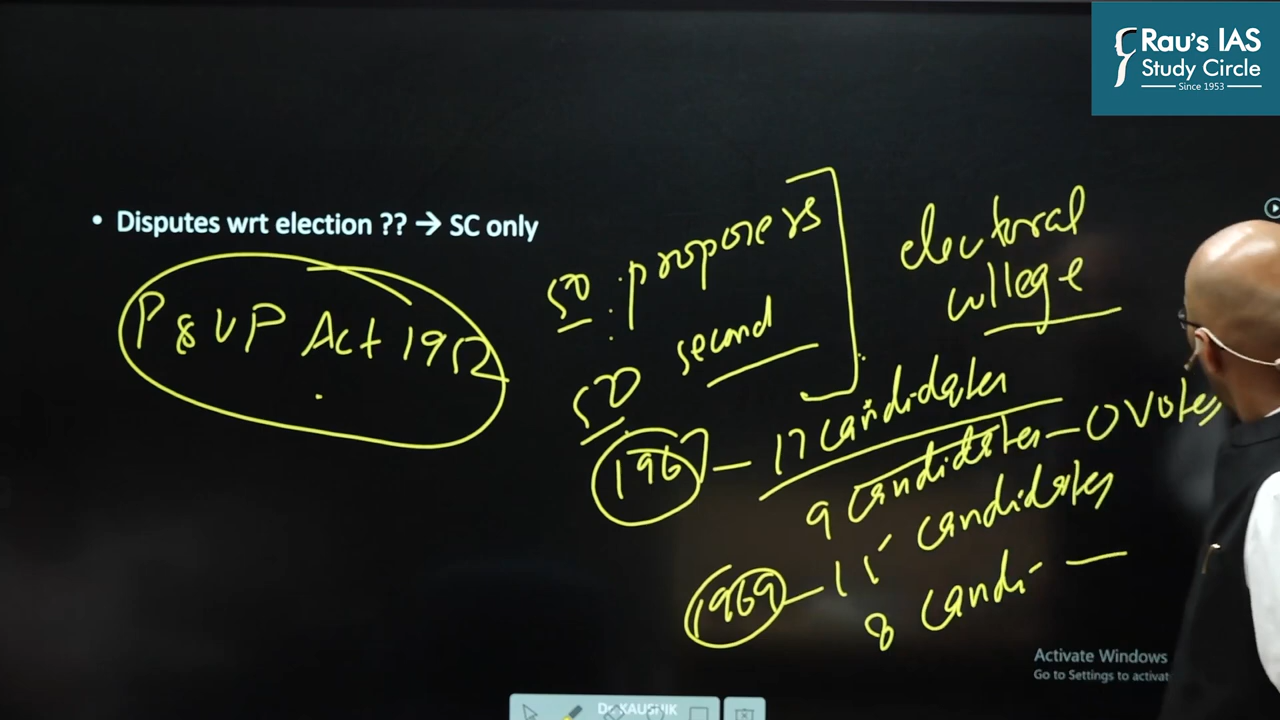 Rau's IAS
Study Circle
Since 1953
• Disputes wrt election ?? → SC only
P & VP Act 1952
50 proposers
50 second
electoral
college
1967 – 17 candidates
9 candidates – 0 votes
1969 – 15 candidates
8 candi- —
Activate Windows
Go to Settings to activat
Dr KAUSHIK